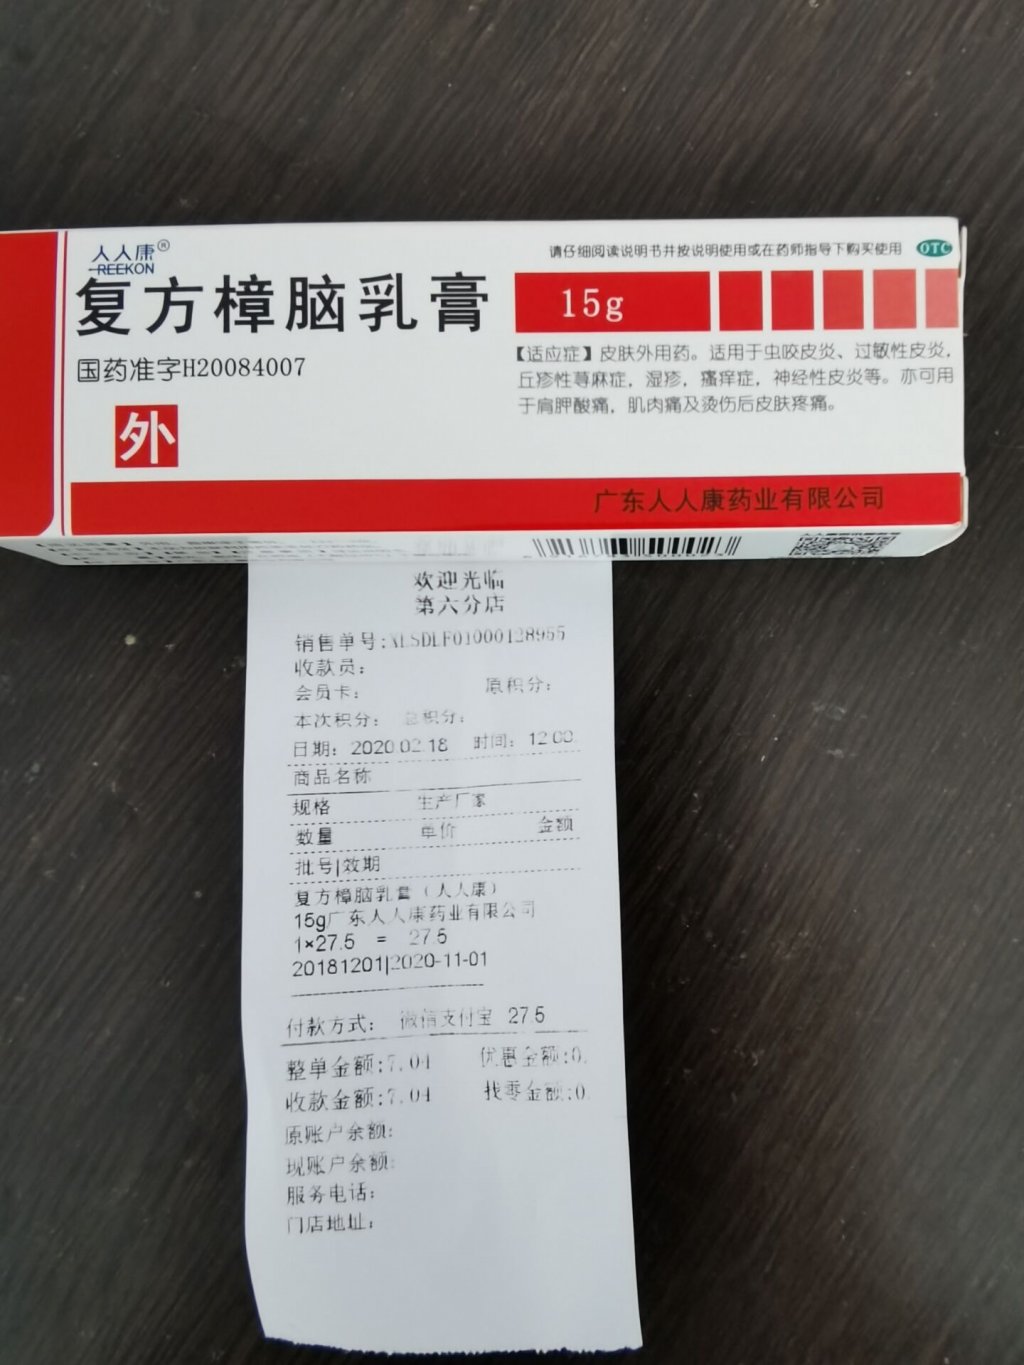 人人康®
REEKON
复方樟脑乳膏
国药准字H20084007
外
请仔细阅读说明书并按说明使用或在药师指导下购买使用 OTC
15g
【适应症】皮肤外用药。适用于虫咬皮炎、过敏性皮炎,
丘疹性荨麻症,湿疹,瘙痒症,神经性皮炎等。亦可用
于肩胛酸痛,肌肉痛及烫伤后皮肤疼痛。
广东人人康药业有限公司
欢迎光临
第六分店
销售单号:XLSDLF01000128955
收款员:
会员卡: 原积分:
本次积分: 总积分:
日期: 2020.02.18 时间: 12:00
商品名称
规格 生产厂家
数量 单价 金额
批号|效期
复方樟脑乳膏(人人康)
15g广东人人康药业有限公司
1×27.5 = 27.5
20181201|2020-11-01
付款方式: 微信支付宝 27.5
整单金额:7.04 优惠金额:0.
收款金额:7.04 找零金额:0.
原账户余额:
现账户余额:
服务电话:
门店地址: